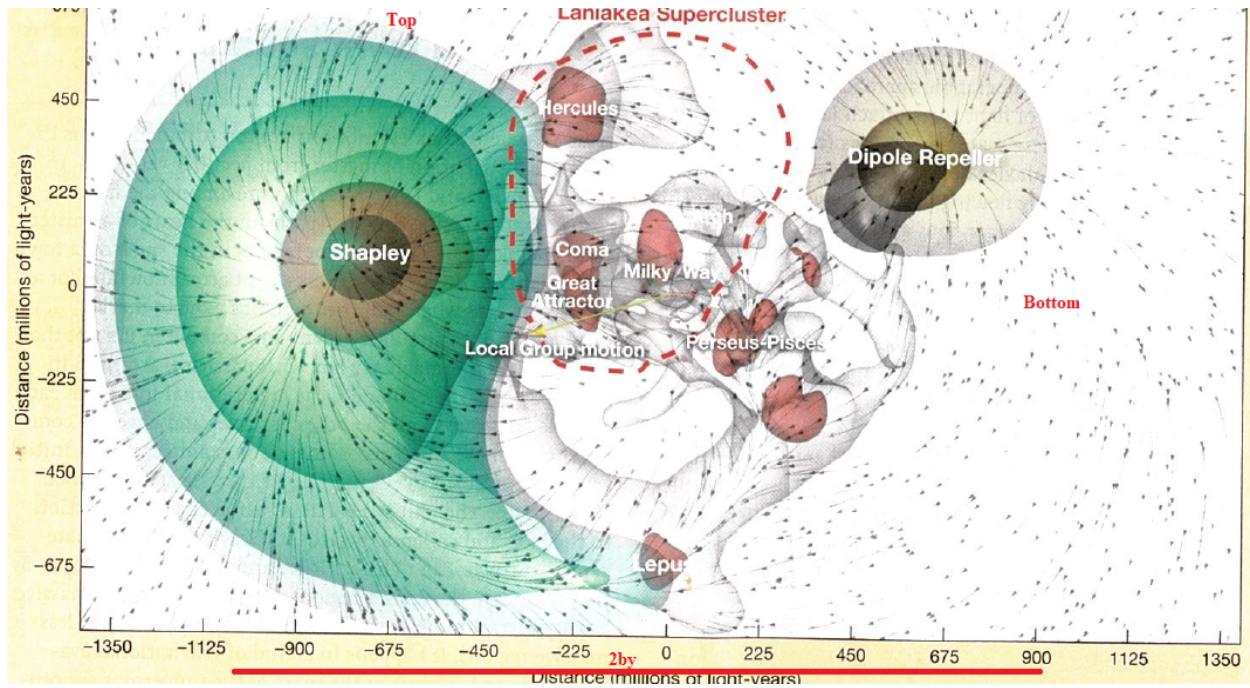 Laniakea Supercluster
Top
450
Hercules
Dipole Repeller
225
Shapley
Coma
Milky Way
0
Great
Attractor
Bottom
Local Group motion
Perseus-Pisces
-225
-450
-675
Lepus
Distance (millions of light-years)
-1350
-1125
-900
-675
-450
-225
0
225
450
675
900
1125
1350
2by
Distance (millions of light-years)